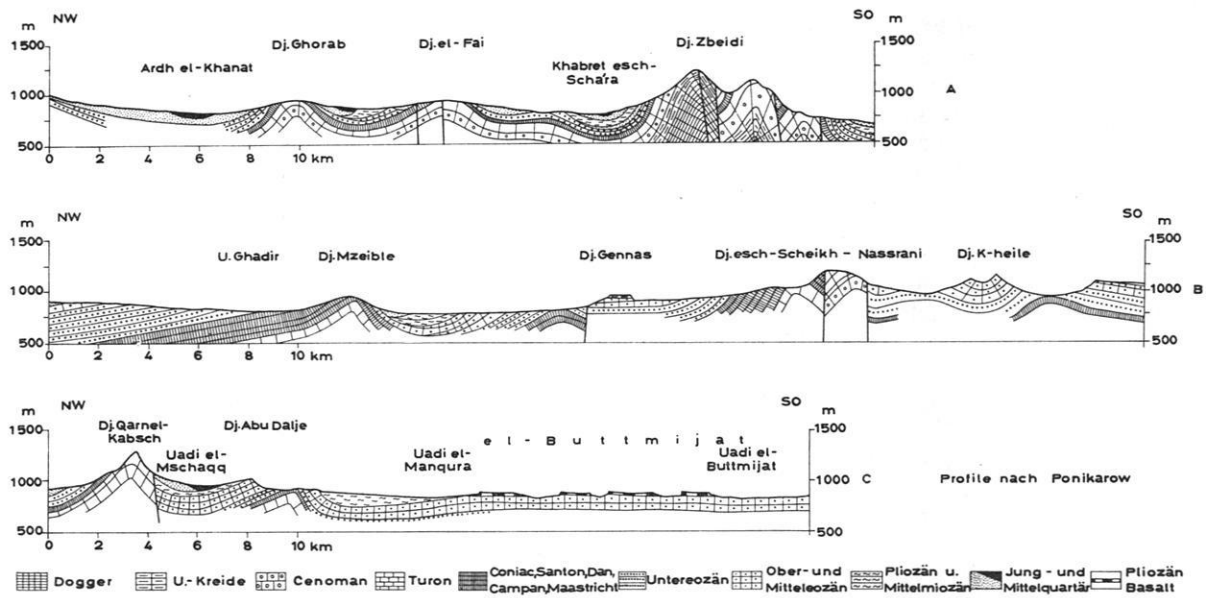 m NW SO m
1500 Dj. Ghorab Dj. el-Fai Dj. Zbeidi 1500
Ardh el-Khanat Khabret esch-
Scha'ra
1000 1000 A
500 500
0 2 4 6 8 10 km
m NW SO m
1500 1500
U. Ghadir Dj. Mzeible Dj. Gennas Dj. esch-Scheikh - Nassrani Dj. K-heile
1000 1000 B
500 500
0 2 4 6 8 10 km
m NW SO m
1500 Dj. Qarnel-
Kabsch Dj. Abu Dalje el-Buttmijat 1500
Uadi el-
Mschaqq Uadi el-
Manqura Uadi el-
Buttmijat
1000 1000 C Profile nach Ponikarow
500 500
0 2 4 6 8 10 km
Dogger U.-Kreide Cenoman Turon Coniac, Santon, Dan,
Campan, Maastricht Untereozän Ober- und
Mitteleozän Pliozän u.
Mittelmiozän Jung- und
Mittelquartär Pliozän
Basalt